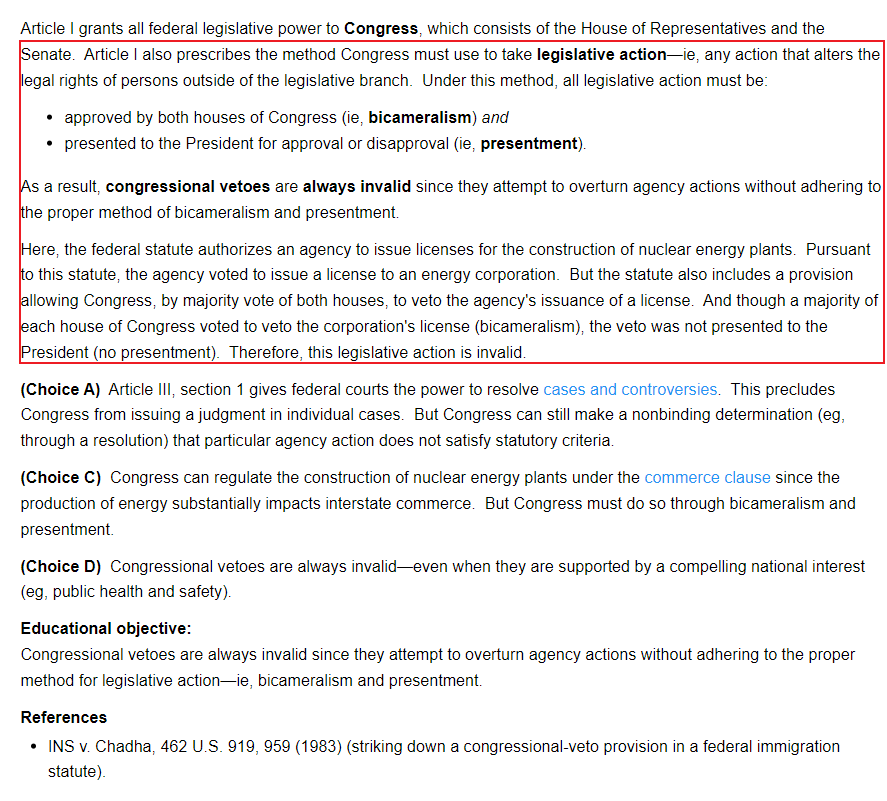 Article I grants all federal legislative power to Congress, which consists of the House of Representatives and the
Senate.  Article I also prescribes the method Congress must use to take legislative action—ie, any action that alters the
legal rights of persons outside of the legislative branch.  Under this method, all legislative action must be:
• approved by both houses of Congress (ie, bicameralism) and
• presented to the President for approval or disapproval (ie, presentment).
As a result, congressional vetoes are always invalid since they attempt to overturn agency actions without adhering to
the proper method of bicameralism and presentment.
Here, the federal statute authorizes an agency to issue licenses for the construction of nuclear energy plants.  Pursuant
to this statute, the agency voted to issue a license to an energy corporation.  But the statute also includes a provision
allowing Congress, by majority vote of both houses, to veto the agency's issuance of a license.  And though a majority of
each house of Congress voted to veto the corporation's license (bicameralism), the veto was not presented to the
President (no presentment).  Therefore, this legislative action is invalid.
(Choice A)  Article III, section 1 gives federal courts the power to resolve cases and controversies.  This precludes
Congress from issuing a judgment in individual cases.  But Congress can still make a nonbinding determination (eg,
through a resolution) that particular agency action does not satisfy statutory criteria.
(Choice C)  Congress can regulate the construction of nuclear energy plants under the commerce clause since the
production of energy substantially impacts interstate commerce.  But Congress must do so through bicameralism and
presentment.
(Choice D)  Congressional vetoes are always invalid—even when they are supported by a compelling national interest
(eg, public health and safety).
Educational objective:
Congressional vetoes are always invalid since they attempt to overturn agency actions without adhering to the proper
method for legislative action—ie, bicameralism and presentment.
References
• INS v. Chadha, 462 U.S. 919, 959 (1983) (striking down a congressional-veto provision in a federal immigration
statute).